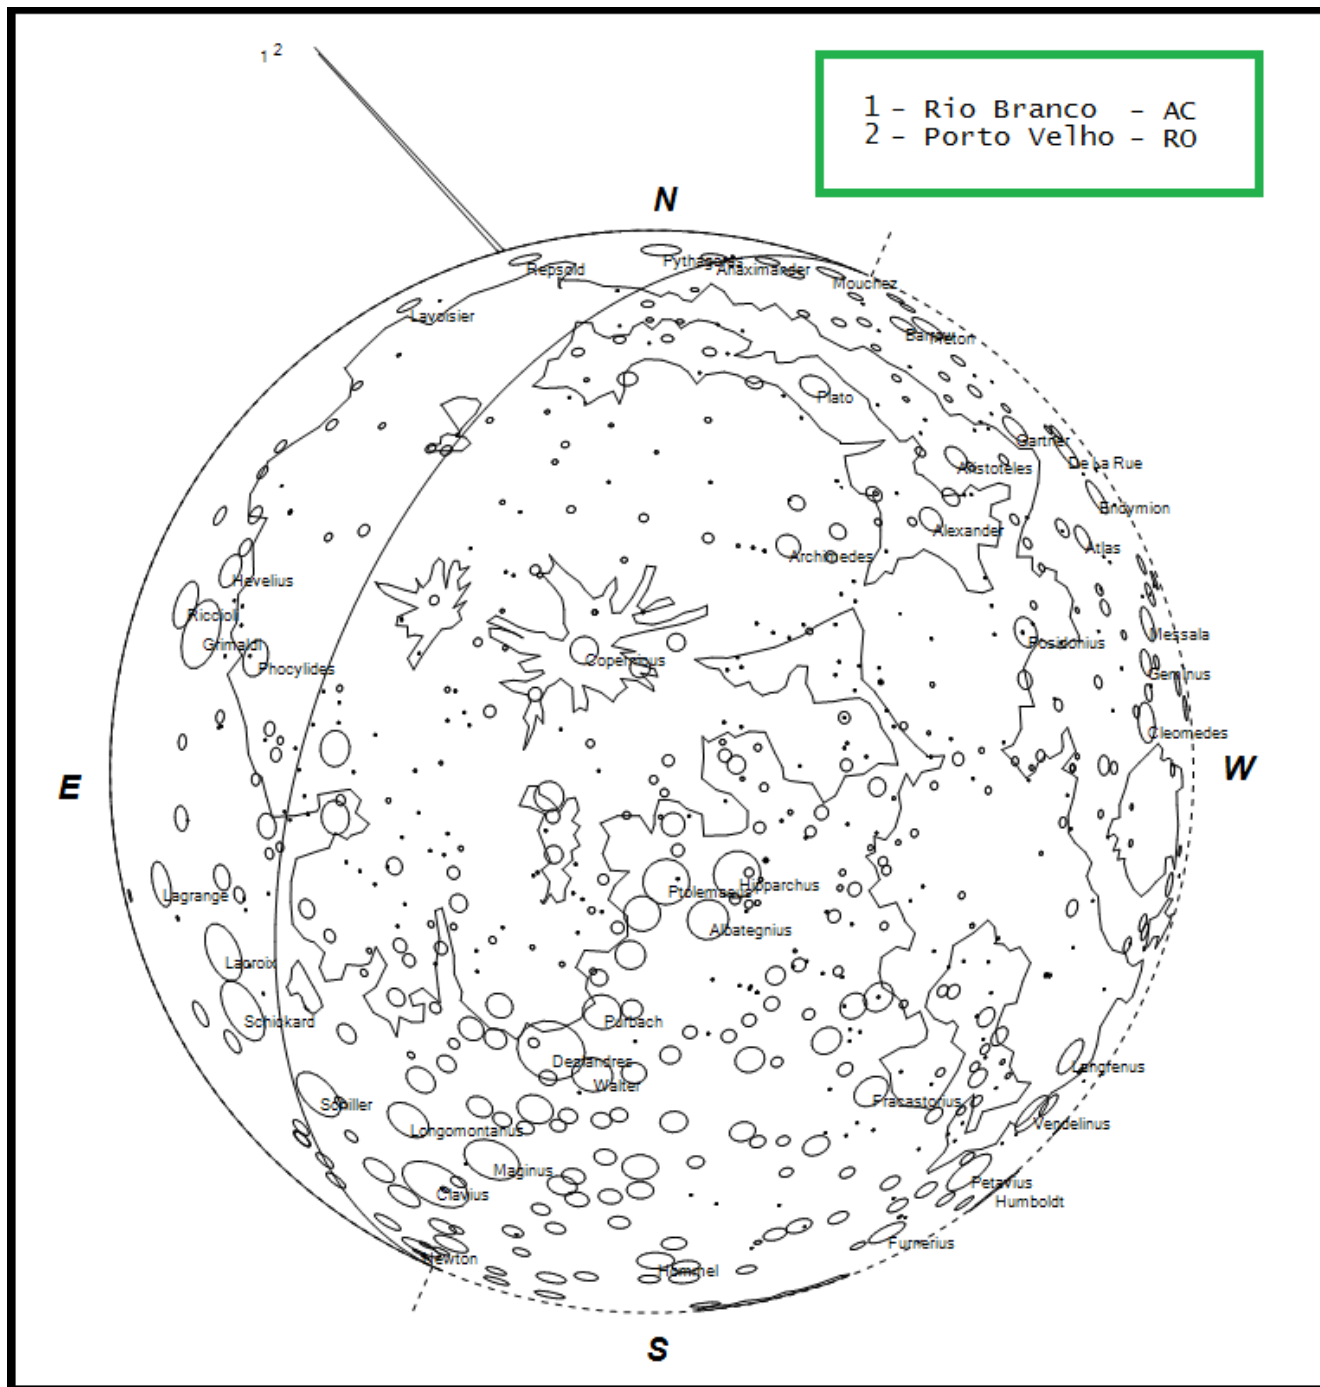 1 2
1 - Rio Branco - AC
2 - Porto Velho - RO
N
Repsold
Pythagoras
Anaximander
Mouchez
Lavoisier
Barrow
Meton
Plato
Gartner
Aristoteles
De La Rue
Endymion
Alexander
Atlas
Archimedes
Hevelius
Riccioli
Grimaldi
Phocylides
Copernicus
Posidonius
Messala
Geminus
Cleomedes
E
W
Lagrange
Ptolemaeus
Hipparchus
Albategnius
Lacroix
Schickard
Purbach
Deslandres
Walter
Langrenus
Schiller
Fracastorius
Vendelinus
Longomontanus
Maginus
Clavius
Petavius
Humboldt
Newton
Furnerius
Hommel
S